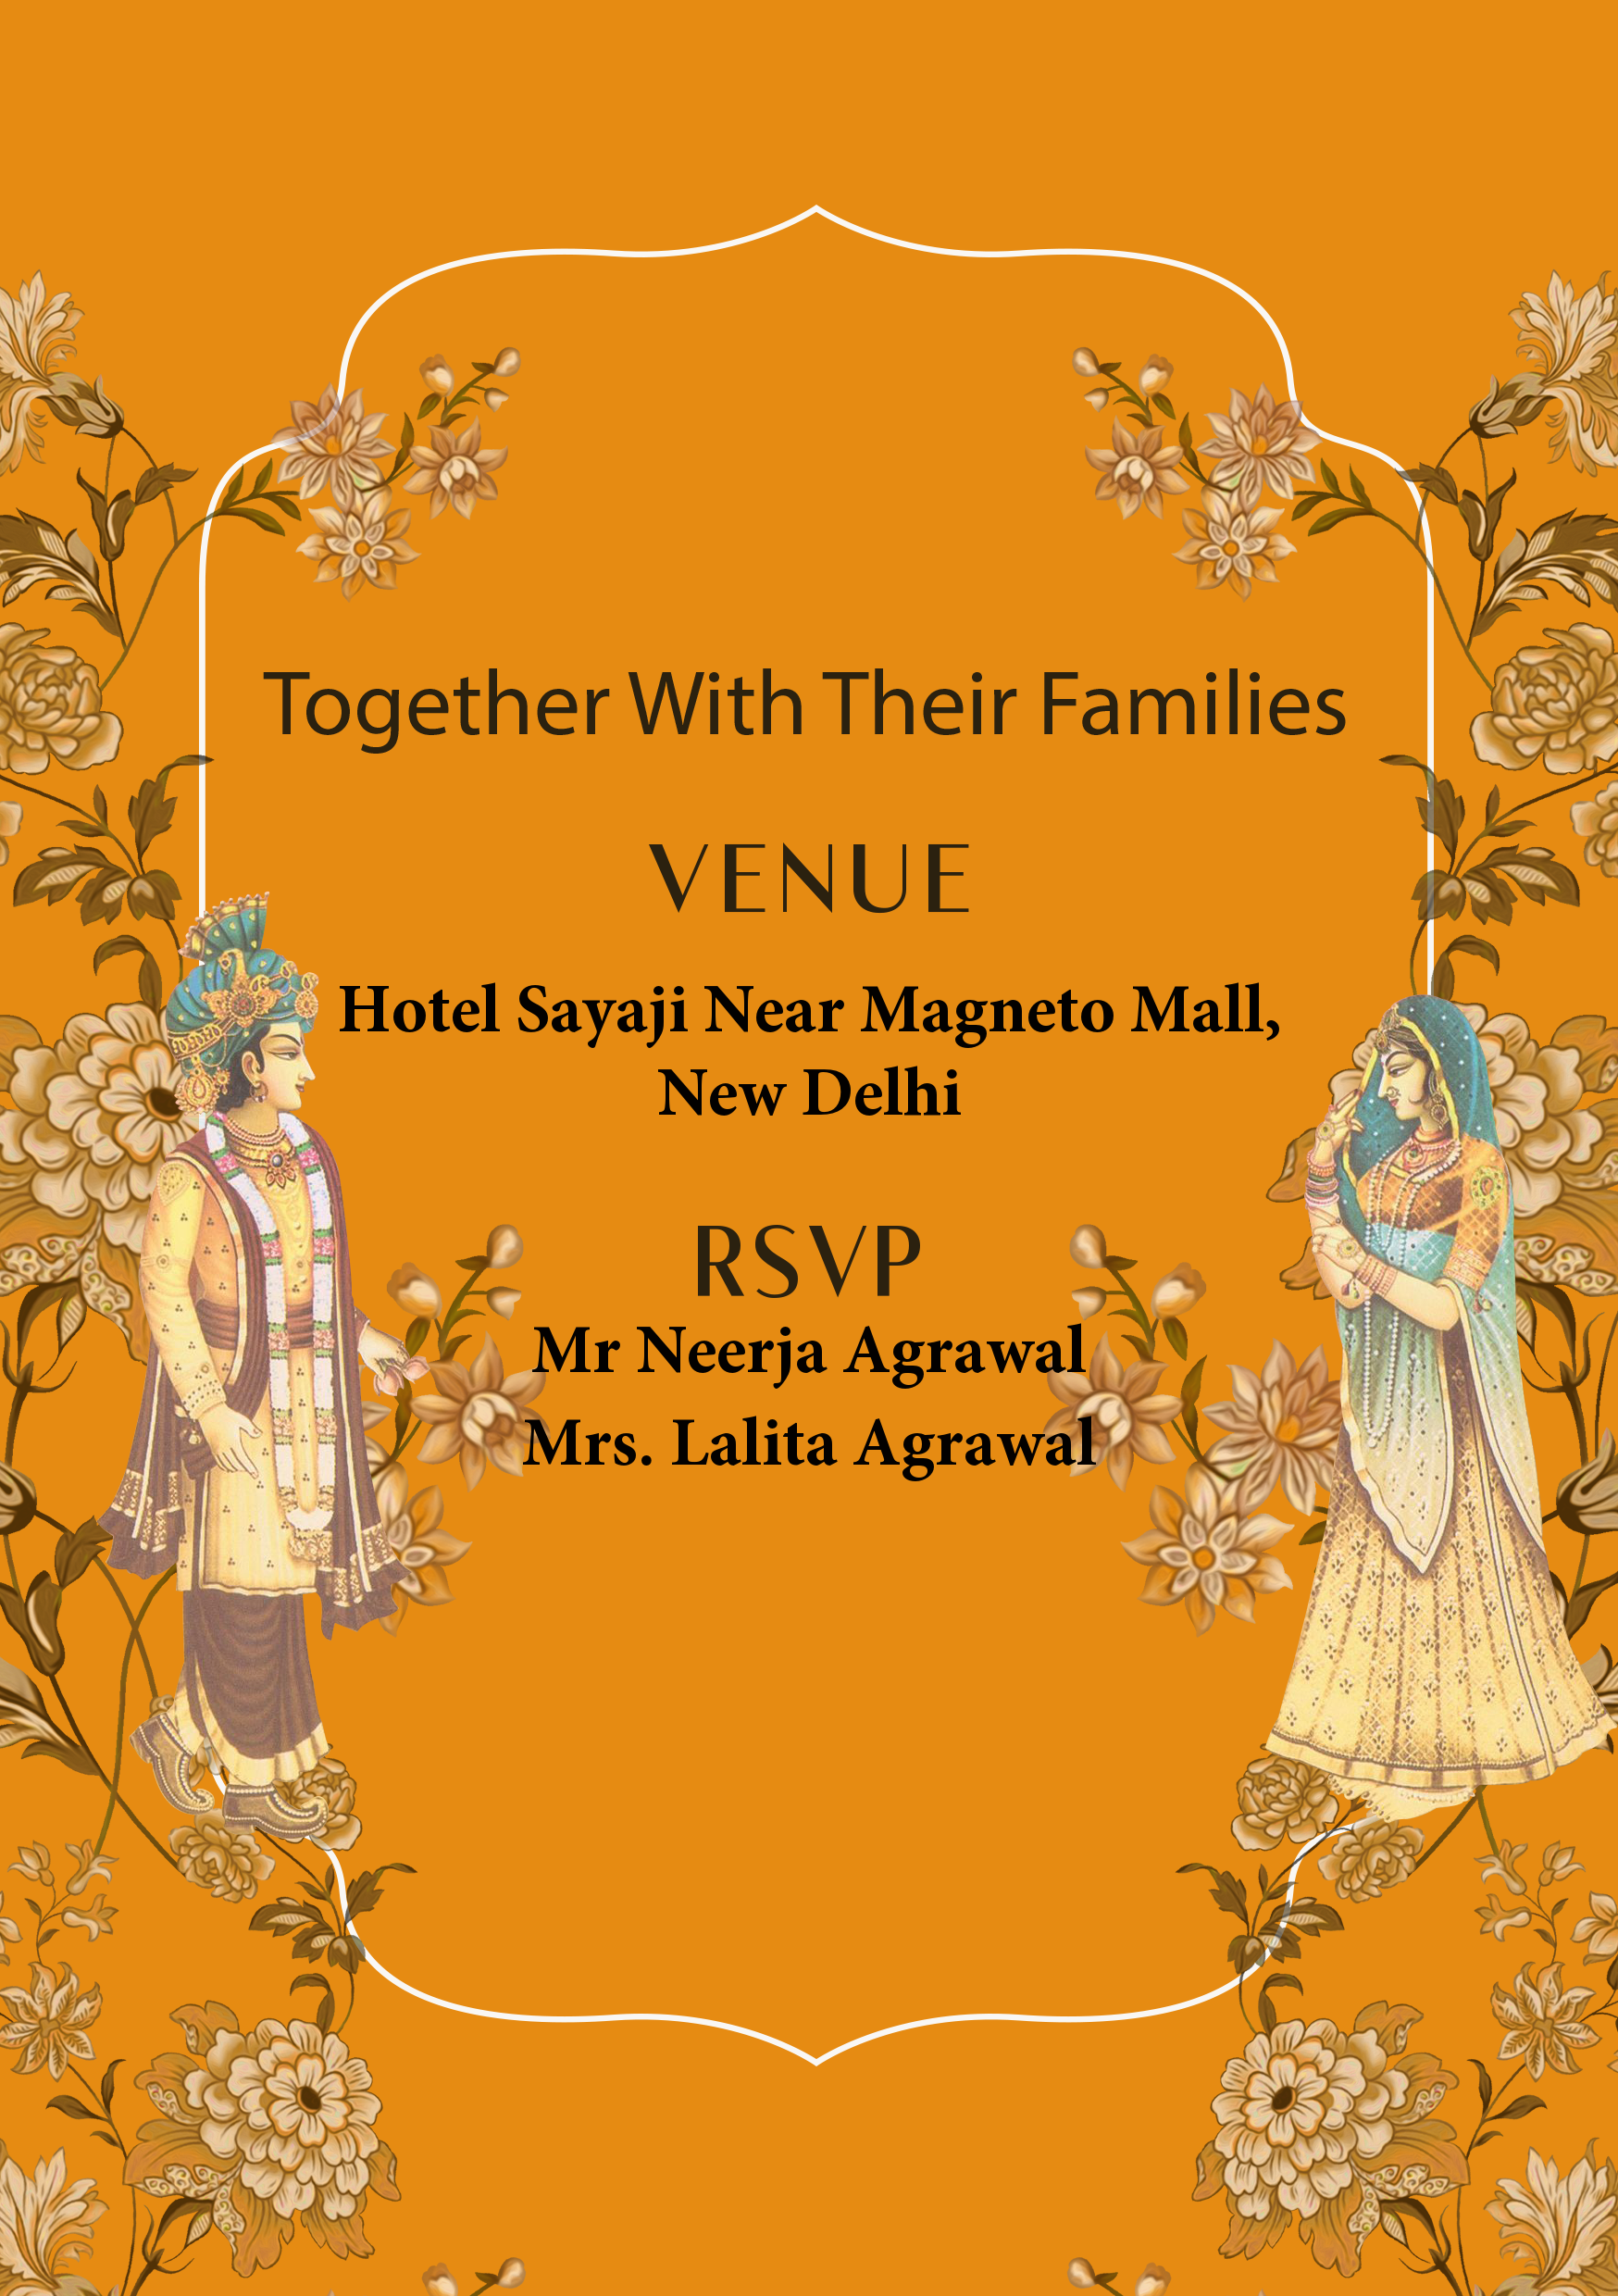 Together With Their Families
VENUE
Hotel Sayaji Near Magneto Mall,
New Delhi
RSVP
Mr Neerja Agrawal
Mrs. Lalita Agrawal